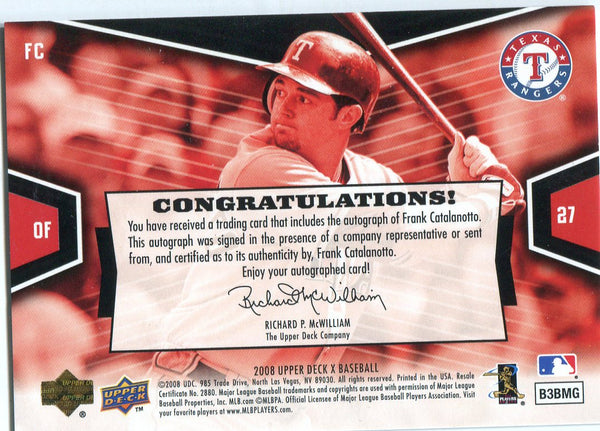 FC
T
TEXAS
RANGERS
®
OF
27
CONGRATULATIONS!
You have received a trading card that includes the autograph of Frank Catalanotto.
This autograph was signed in the presence of a company representative or sent
from, and certified as to its authenticity by, Frank Catalanotto.
Enjoy your autographed card!
Richard P. McWilliam
RICHARD P. McWILLIAM
The Upper Deck Company
2008 UPPER DECK X BASEBALL
©2008 UDC. 985 Trade Drive, North Las Vegas, NV 89030. All rights reserved. Printed in the USA. Resale
Certificate No. 2880. Major League Baseball trademarks and copyrights are used with permission of Major League
Baseball Properties, Inc. MLB.com ©MLBPA. Official Licensee of Major League Baseball Players Association. Visit
your favorite players at www.MLBPLAYERS.com.
UPPER
DECK
TM
PLAYERS
B3BMG